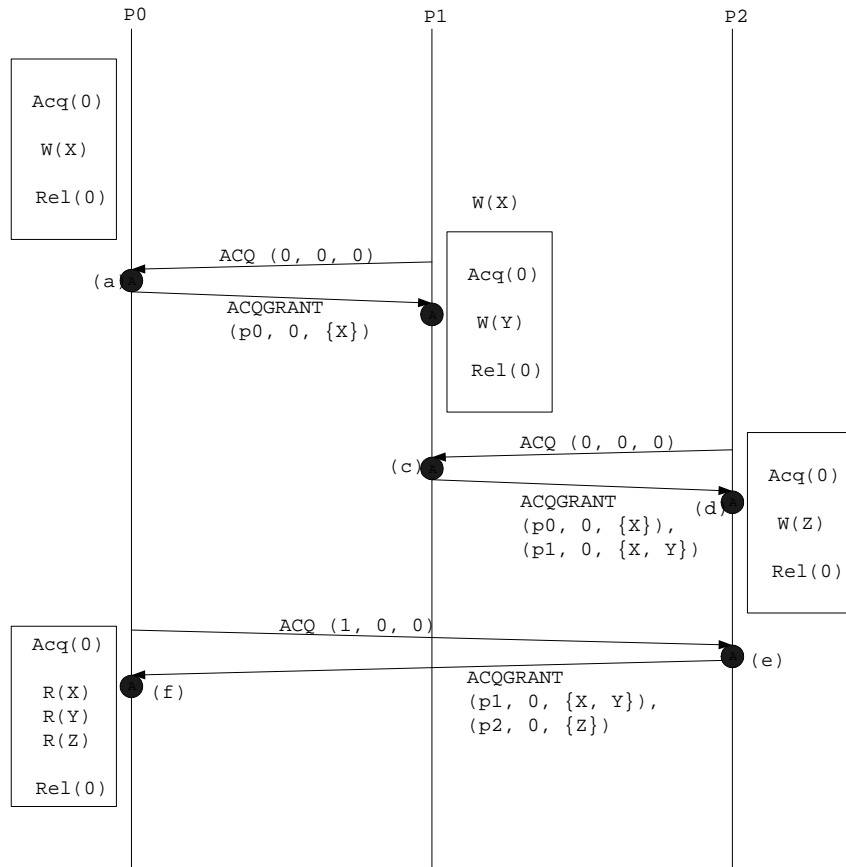 P0 P1 P2
Acq(0)
W(X)
Rel(0)
W(X)
ACQ (0, 0, 0)
(a)
A
ACQGRANT
(p0, 0, {X})
A
Acq(0)
W(Y)
Rel(0)
ACQ (0, 0, 0)
(c)
A
ACQGRANT
(p0, 0, {X}),
(p1, 0, {X, Y})
(d)
A
Acq(0)
W(Z)
Rel(0)
ACQ (1, 0, 0)
A
(e)
ACQGRANT
(p1, 0, {X, Y}),
(p2, 0, {Z})
Acq(0)
R(X)
R(Y)
R(Z)
Rel(0)
A
(f)